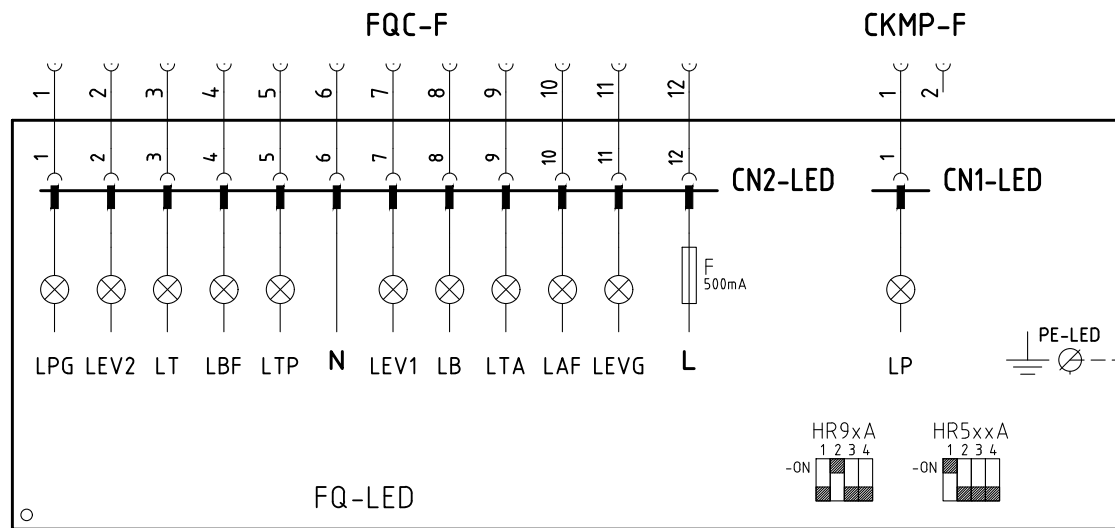 FQC-F CKMP-F
1 2 3 4 5 6 7 8 9 10 11 12 1 2
1 2 3 4 5 6 7 8 9 10 11 12 1
CN2-LED CN1-LED
F
500mA
PE-LED
LPG LEV2 LT LBF LTP N LEV1 LB LTA LAF LEVG L LP
HR9xA HR5xxA
1 2 3 4 1 2 3 4
-ON -ON
FQ-LED